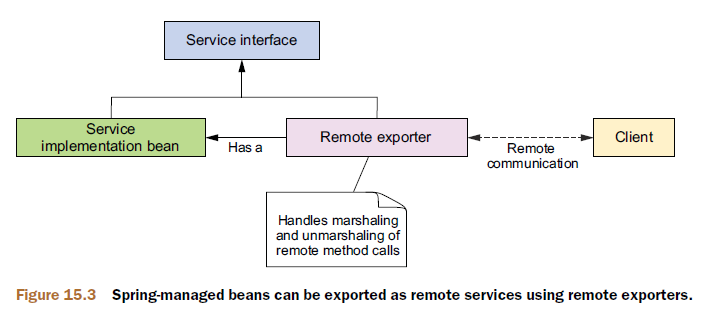 Service interface
Service
implementation bean
Has a
Remote exporter
Remote
communication
Client
Handles marshaling
and unmarshaling of
remote method calls
Figure 15.3 Spring-managed beans can be exported as remote services using remote exporters.